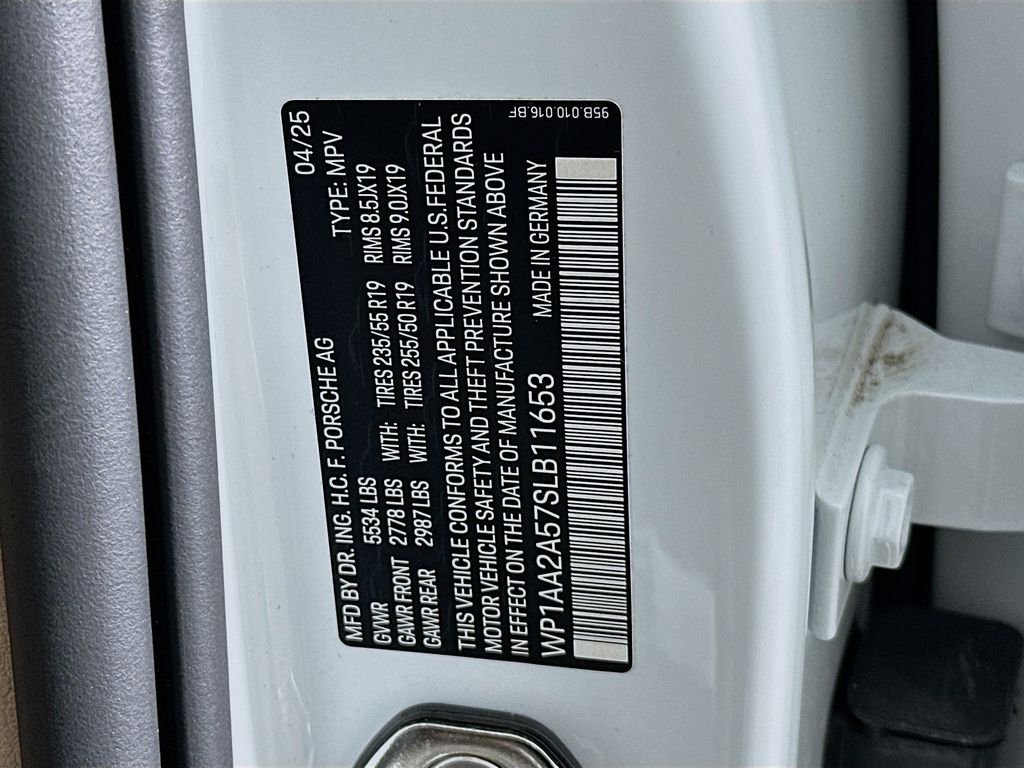 04/25
MFD BY DR. ING. H.C. F. PORSCHE AG TYPE: MPV
GVWR 5534 LBS
GAWR FRONT 2778 LBS WITH: TIRES 235/55 R19 RIMS 8.5JX19
GAWR REAR 2987 LBS WITH: TIRES 255/50 R19 RIMS 9.0JX19
THIS VEHICLE CONFORMS TO ALL APPLICABLE U.S.FEDERAL
MOTOR VEHICLE SAFETY AND THEFT PREVENTION STANDARDS
IN EFFECT ON THE DATE OF MANUFACTURE SHOWN ABOVE
MADE IN GERMANY
WP1AA2A57SLB11653
95B.010.016.BF